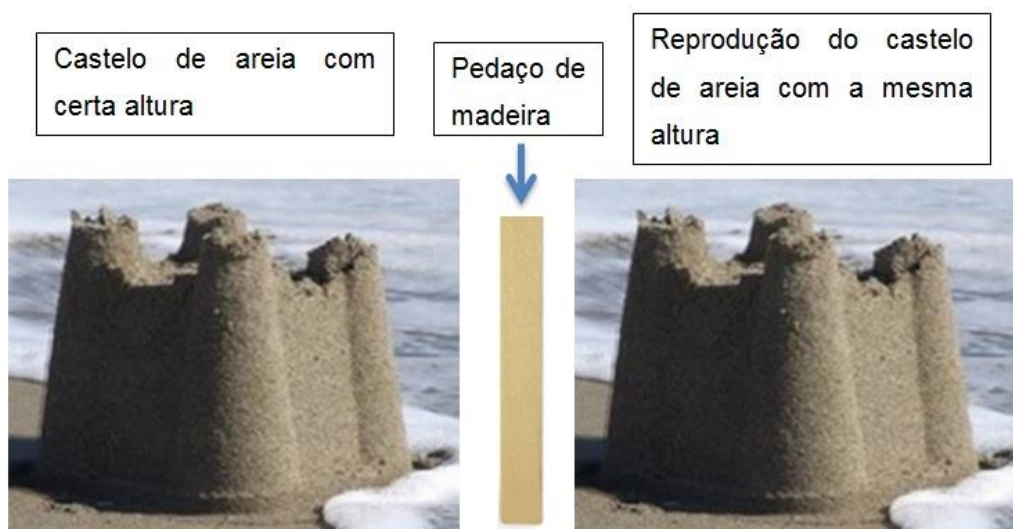 Castelo de areia com
certa altura
Pedaço de
madeira
Reprodução do castelo
de areia com a mesma
altura